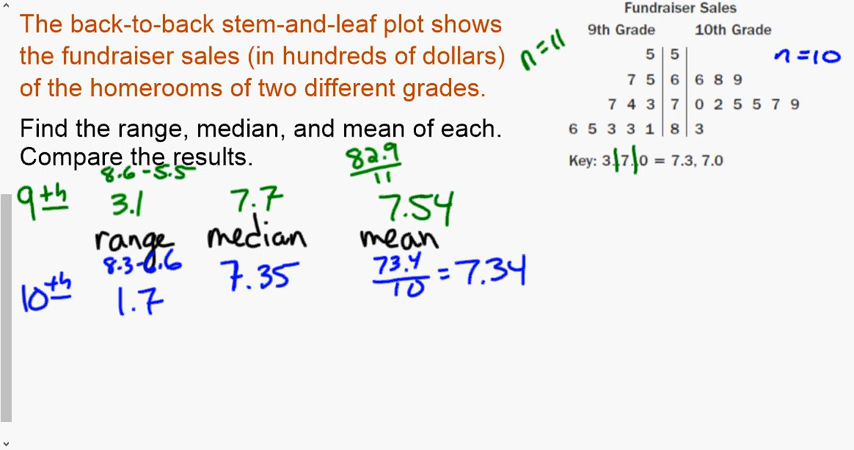 The back-to-back stem-and-leaf plot shows
the fundraiser sales (in hundreds of dollars)
of the homerooms of two different grades.
n=11
Find the range, median, and mean of each.
Compare the results.
Fundraiser Sales
9th Grade 10th Grade
n=10
5 5
7 5 6 6 8 9
7 4 3 7 0 2 5 5 7 9
6 5 3 3 1 8 3
Key: 3|7|0 = 7.3, 7.0
8.6-5.5
82.9
11
9th 3.1 7.7 7.54
range median mean
8.3-6.6
10th 1.7 7.35 73.4/10 = 7.34